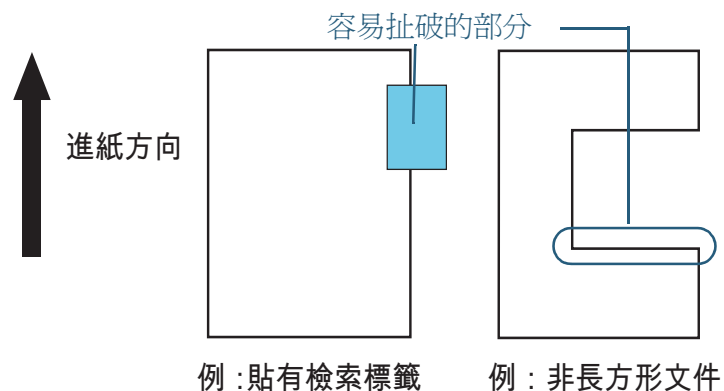 容易扯破的部分
進紙方向
例 :貼有檢索標籤
例：非長方形文件